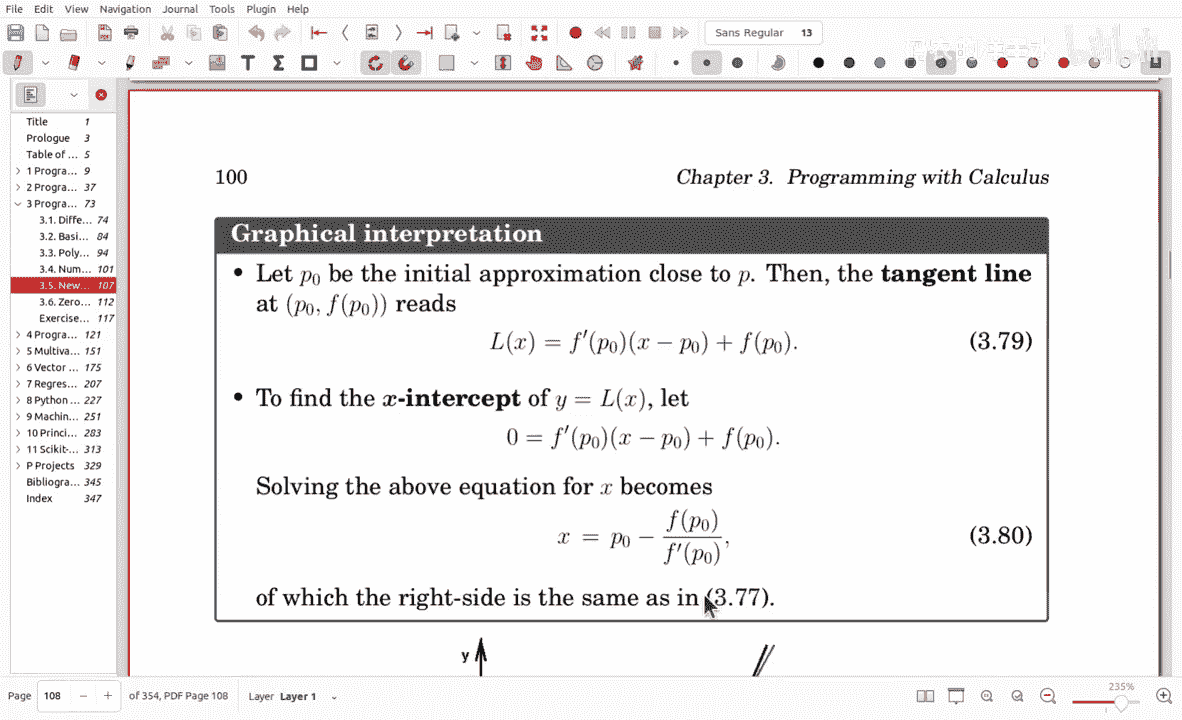 File Edit View Navigation Journal Tools Plugin Help
Sans Regular 13
Title 1
Prologue 3
Table of ... 5
1 Progra... 9
2 Progra... 37
3 Progra... 73
3.1. Diffe... 74
3.2. Basi... 84
3.3. Poly... 94
3.4. Num... 101
3.5. New... 107
3.6. Zero... 112
Exercise... 117
4 Progra... 121
5 Multiva... 151
6 Vector ... 175
7 Regres... 207
8 Python ... 227
9 Machin... 251
10 Princi... 283
11 Scikit-... 313
P Projects 329
Bibliogra... 345
Index 347
100 Chapter 3. Programming with Calculus
Graphical interpretation
• Let p₀ be the initial approximation close to p. Then, the tangent line
at (p₀, f(p₀)) reads
L(x) = f′(p₀)(x − p₀) + f(p₀). (3.79)
• To find the x-intercept of y = L(x), let
0 = f′(p₀)(x − p₀) + f(p₀).
Solving the above equation for x becomes
x = p₀ − f(p₀)/f′(p₀), (3.80)
of which the right-side is the same as in (3.77).
y
Page 108 − + of 354, PDF Page 108 Layer Layer 1 235%